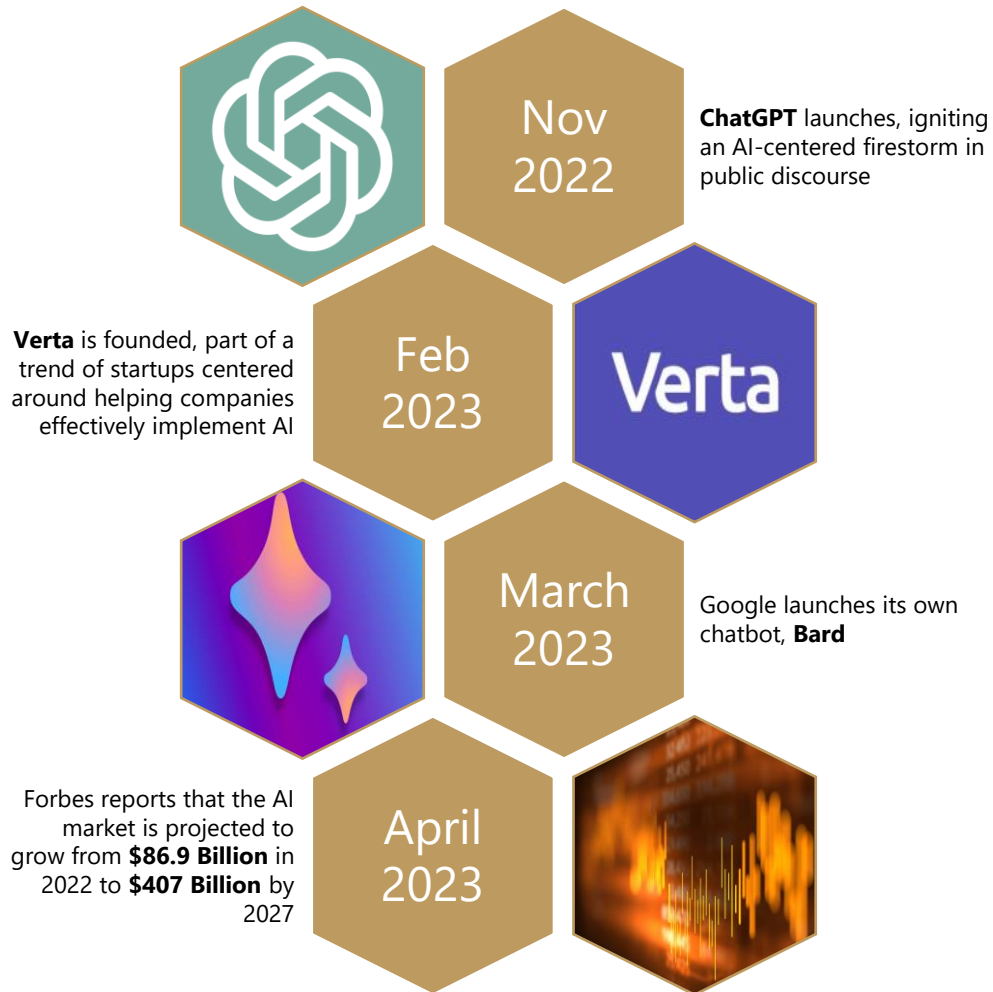 Nov
2022
ChatGPT launches, igniting
an AI-centered firestorm in
public discourse
Verta is founded, part of a
trend of startups centered
around helping companies
effectively implement AI
Feb
2023
Verta
March
2023
Google launches its own
chatbot, Bard
Forbes reports that the AI
market is projected to
grow from $86.9 Billion in
2022 to $407 Billion by
2027
April
2023